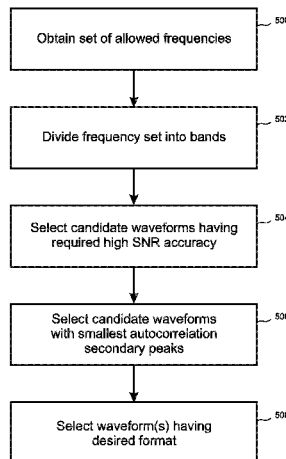 Obtain set of allowed frequencies
Divide frequency set into bands
Select candidate waveforms having
required high SNR accuracy
Select candidate waveforms
with smallest autocorrelation
secondary peaks
Select waveform(s) having
desired format